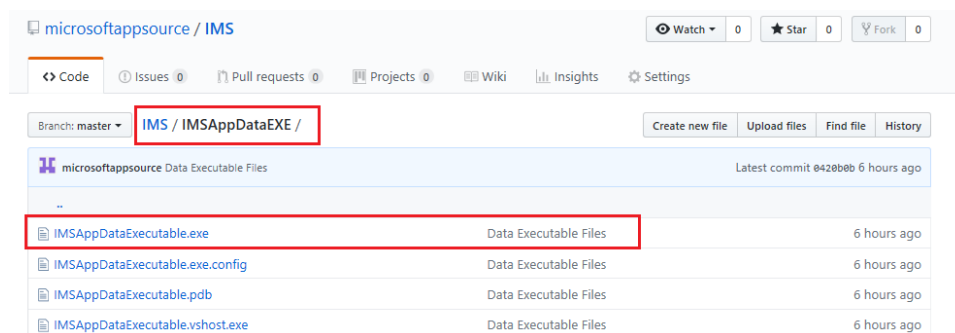 microsoftappsource / IMS
Watch 0 Star 0 Fork 0
Code Issues 0 Pull requests 0 Projects 0 Wiki Insights Settings
Branch: master IMS / IMSAppDataEXE / Create new file Upload files Find file History
microsoftappsource Data Executable Files Latest commit 0420b0b 6 hours ago
..
IMSAppDataExecutable.exe Data Executable Files 6 hours ago
IMSAppDataExecutable.exe.config Data Executable Files 6 hours ago
IMSAppDataExecutable.pdb Data Executable Files 6 hours ago
IMSAppDataExecutable.vshost.exe Data Executable Files 6 hours ago